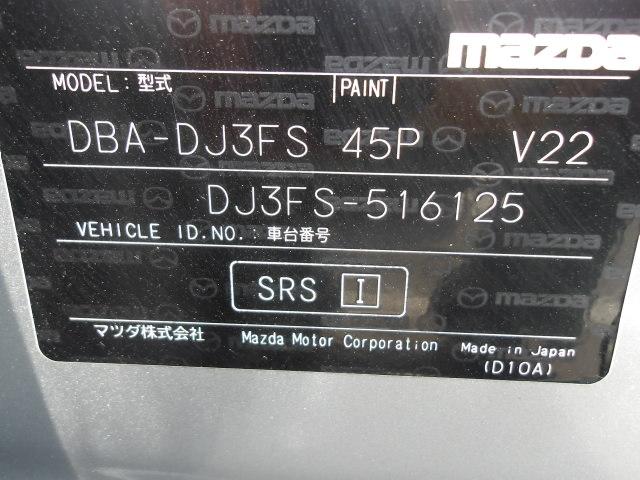 mazda
MODEL: 型式 PAINT
DBA-DJ3FS 45P V22
DJ3FS-516125
VEHICLE ID.NO.: 車台番号
SRS I
マツダ株式会社 Mazda Motor Corporation Made in Japan
(D10A)